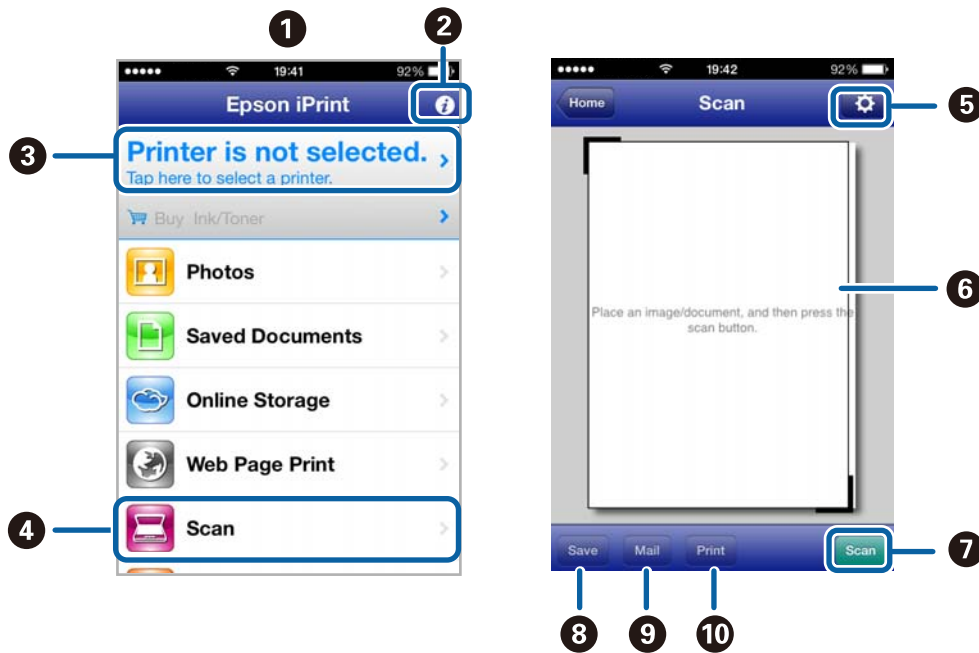 1
2
19:41
92%
Epson iPrint
i
3
Printer is not selected.
Tap here to select a printer.
Buy Ink/Toner
Photos
Saved Documents
Online Storage
Web Page Print
4
Scan
19:42
92%
Home
Scan
5
6
Place an image/document, and then press the
scan button.
Save
Mail
Print
Scan
7
8
9
10